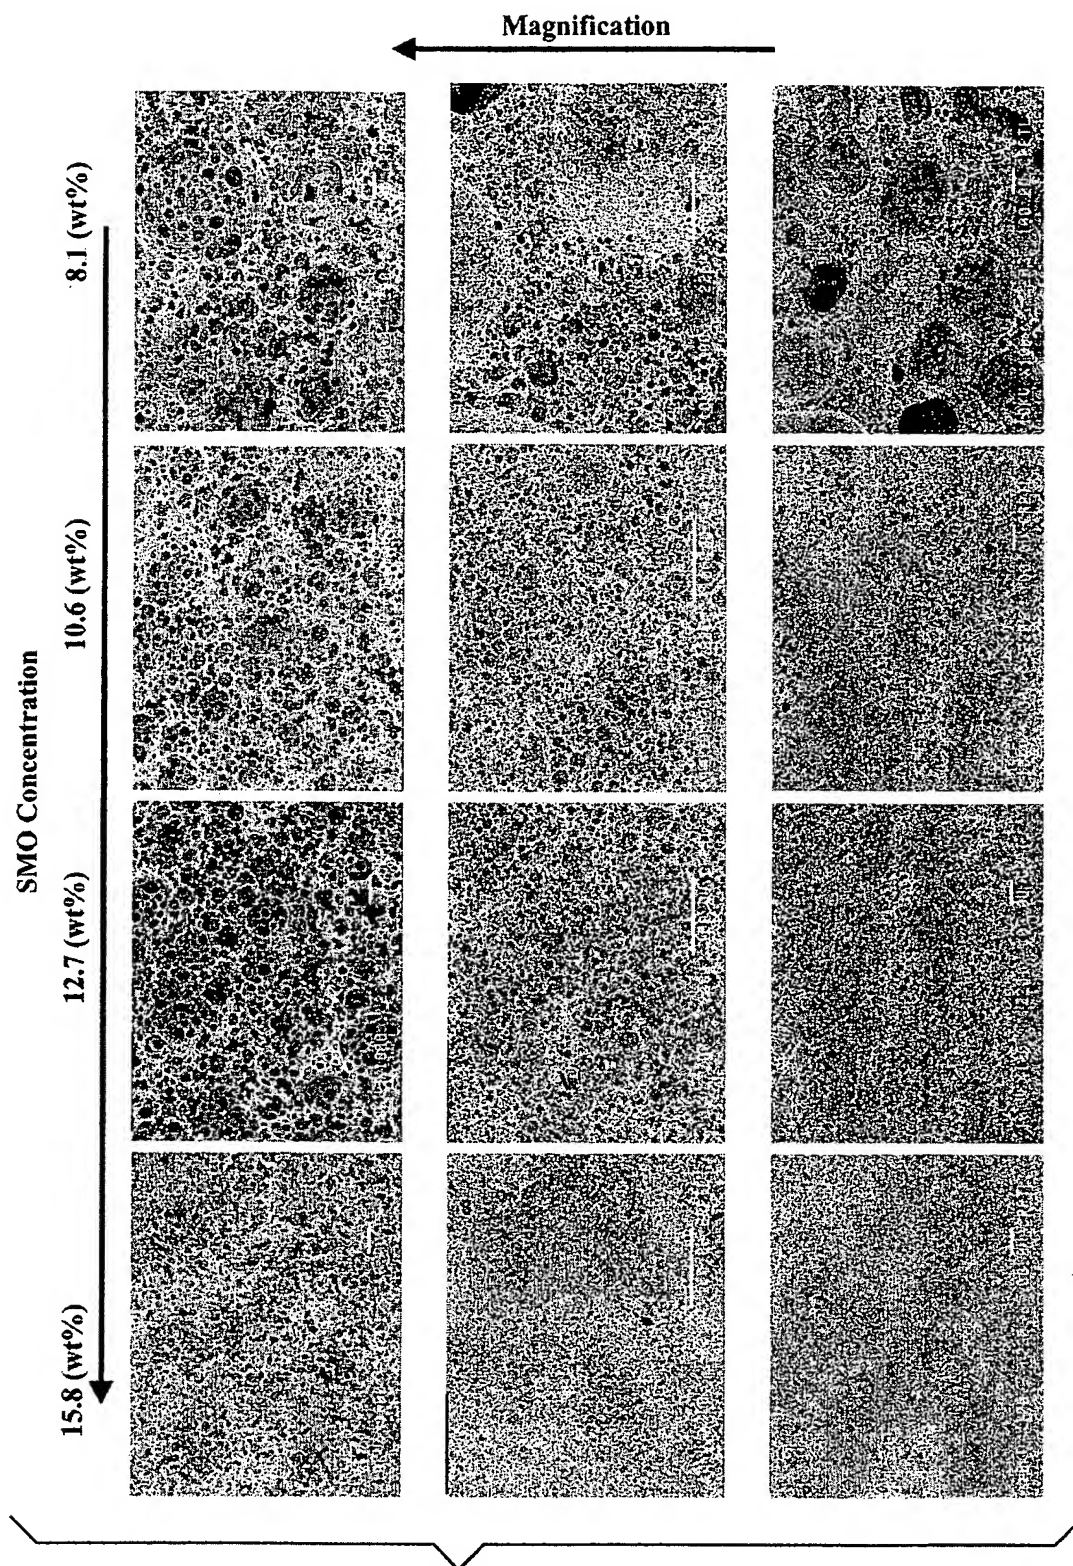 Magnification
SMO Concentration
8.1 (wt%)
10.6 (wt%)
12.7 (wt%)
15.8 (wt%)